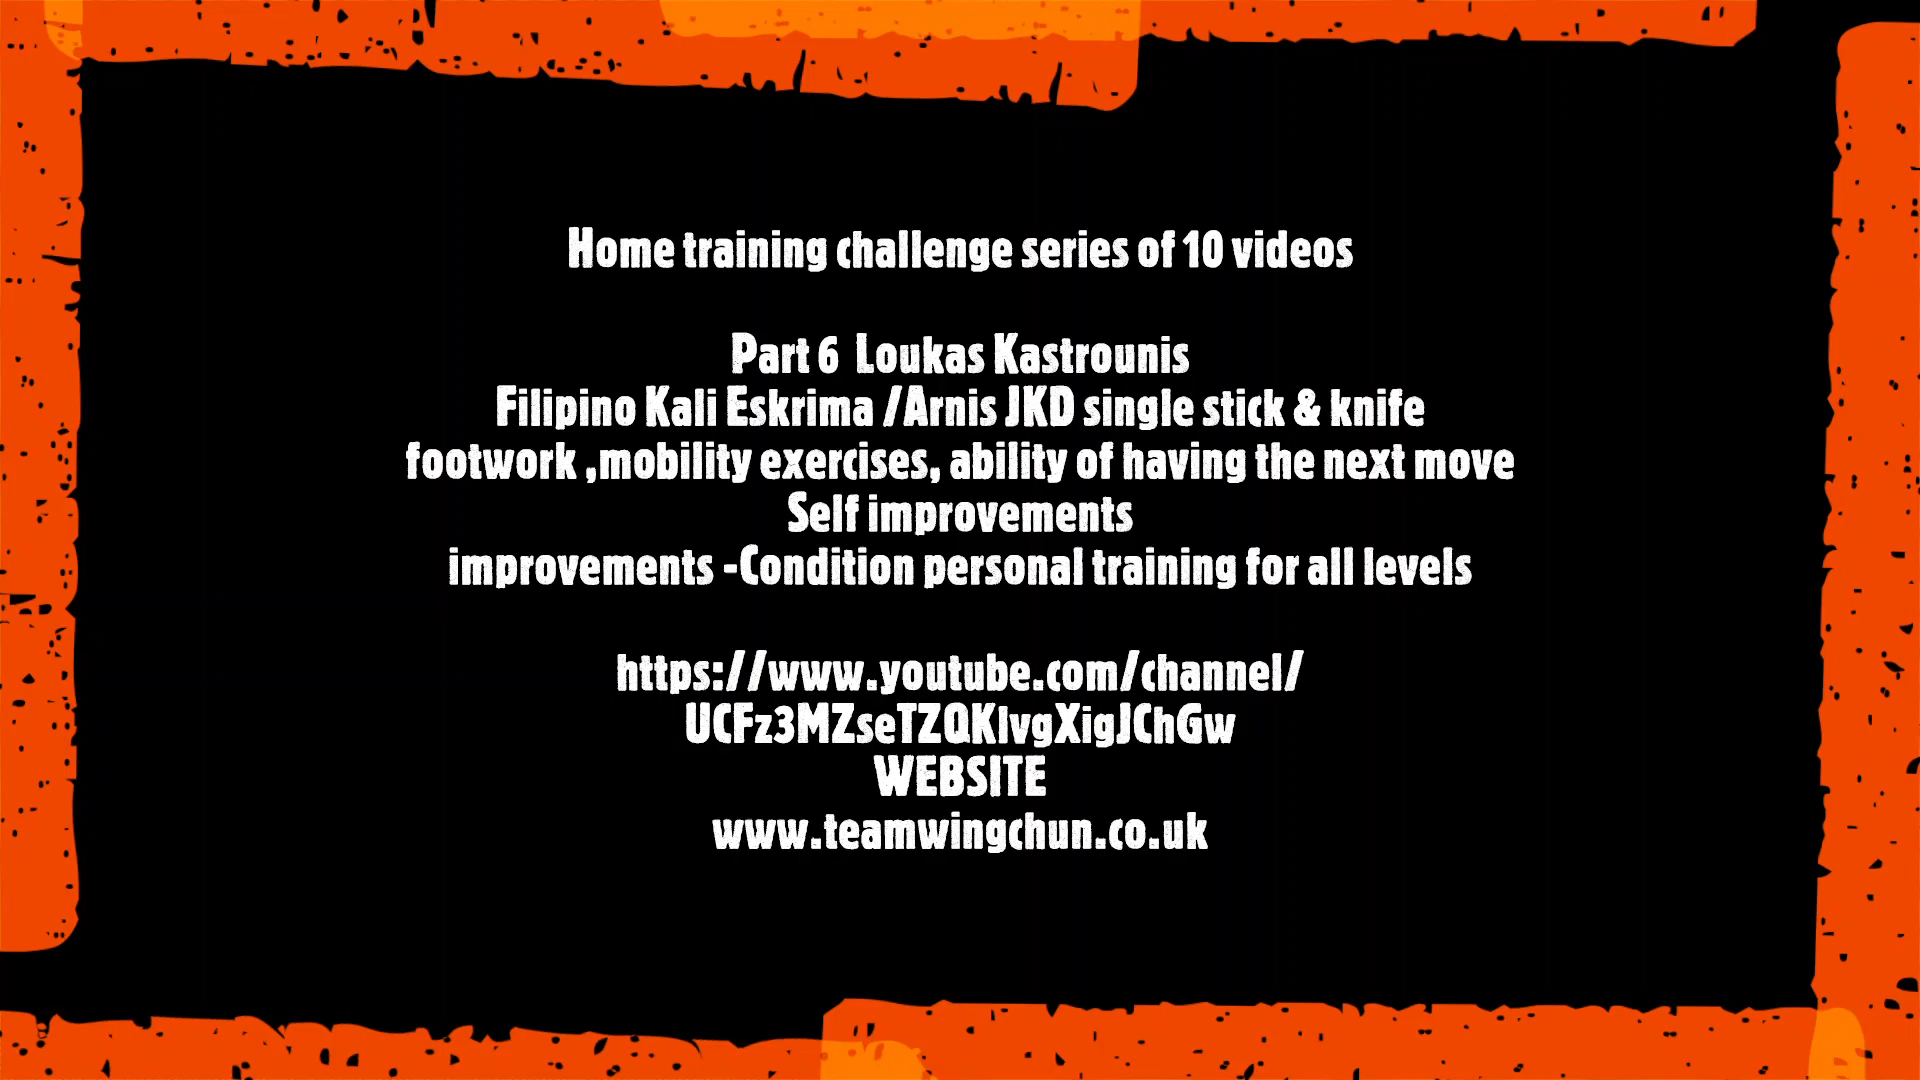 Home training challenge series of 10 videos
Part 6 Loukas Kastrounis
Filipino Kali Eskrima /Arnis JKD single stick & knife
footwork ,mobility exercises, ability of having the next move
Self improvements
improvements -Condition personal training for all levels
https://www.youtube.com/channel/
UCFz3MZseTZQKlvgXigJChGw
WEBSITE
www.teamwingchun.co.uk